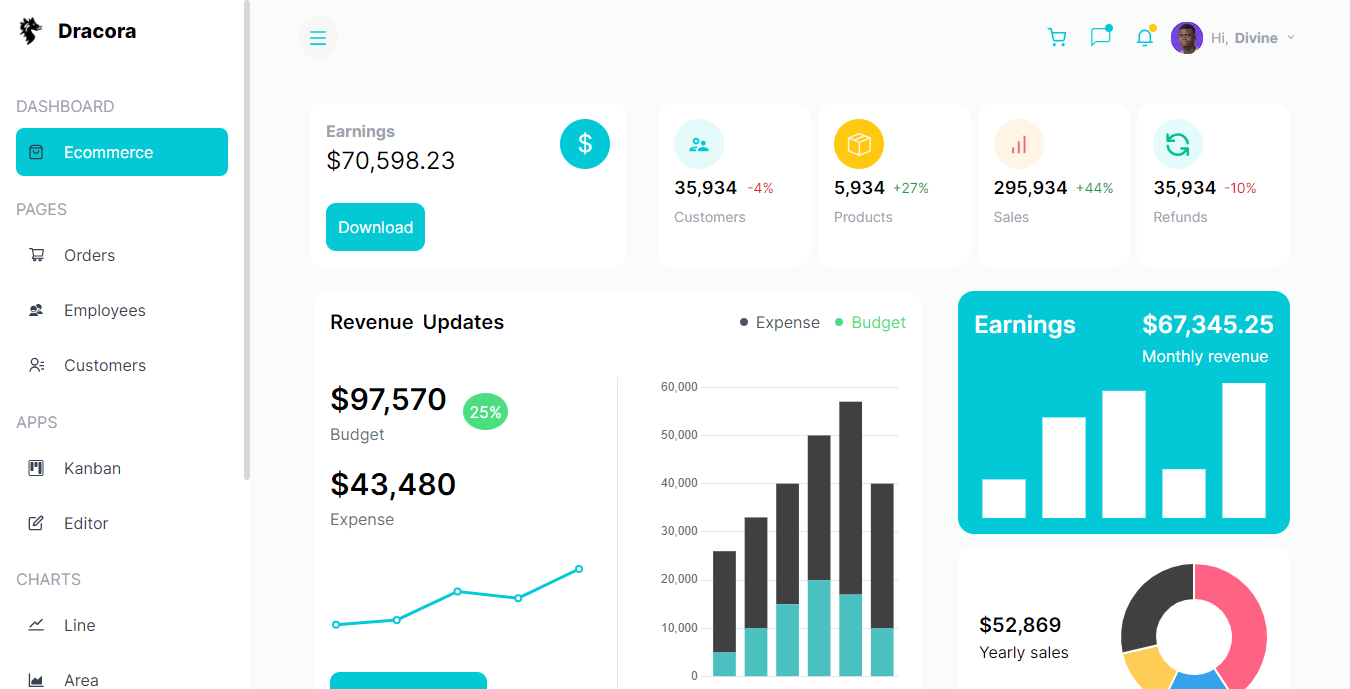 Dracora
DASHBOARD
Ecommerce
PAGES
Orders
Employees
Customers
APPS
Kanban
Editor
CHARTS
Line
Area
Hi, Divine
Earnings
$70,598.23
$
Download
35,934 -4%
Customers
5,934 +27%
Products
295,934 +44%
Sales
35,934 -10%
Refunds
Revenue Updates
Expense Budget
$97,570 25%
Budget
$43,480
Expense
60,000
50,000
40,000
30,000
20,000
10,000
0
Earnings $67,345.25
Monthly revenue
$52,869
Yearly sales